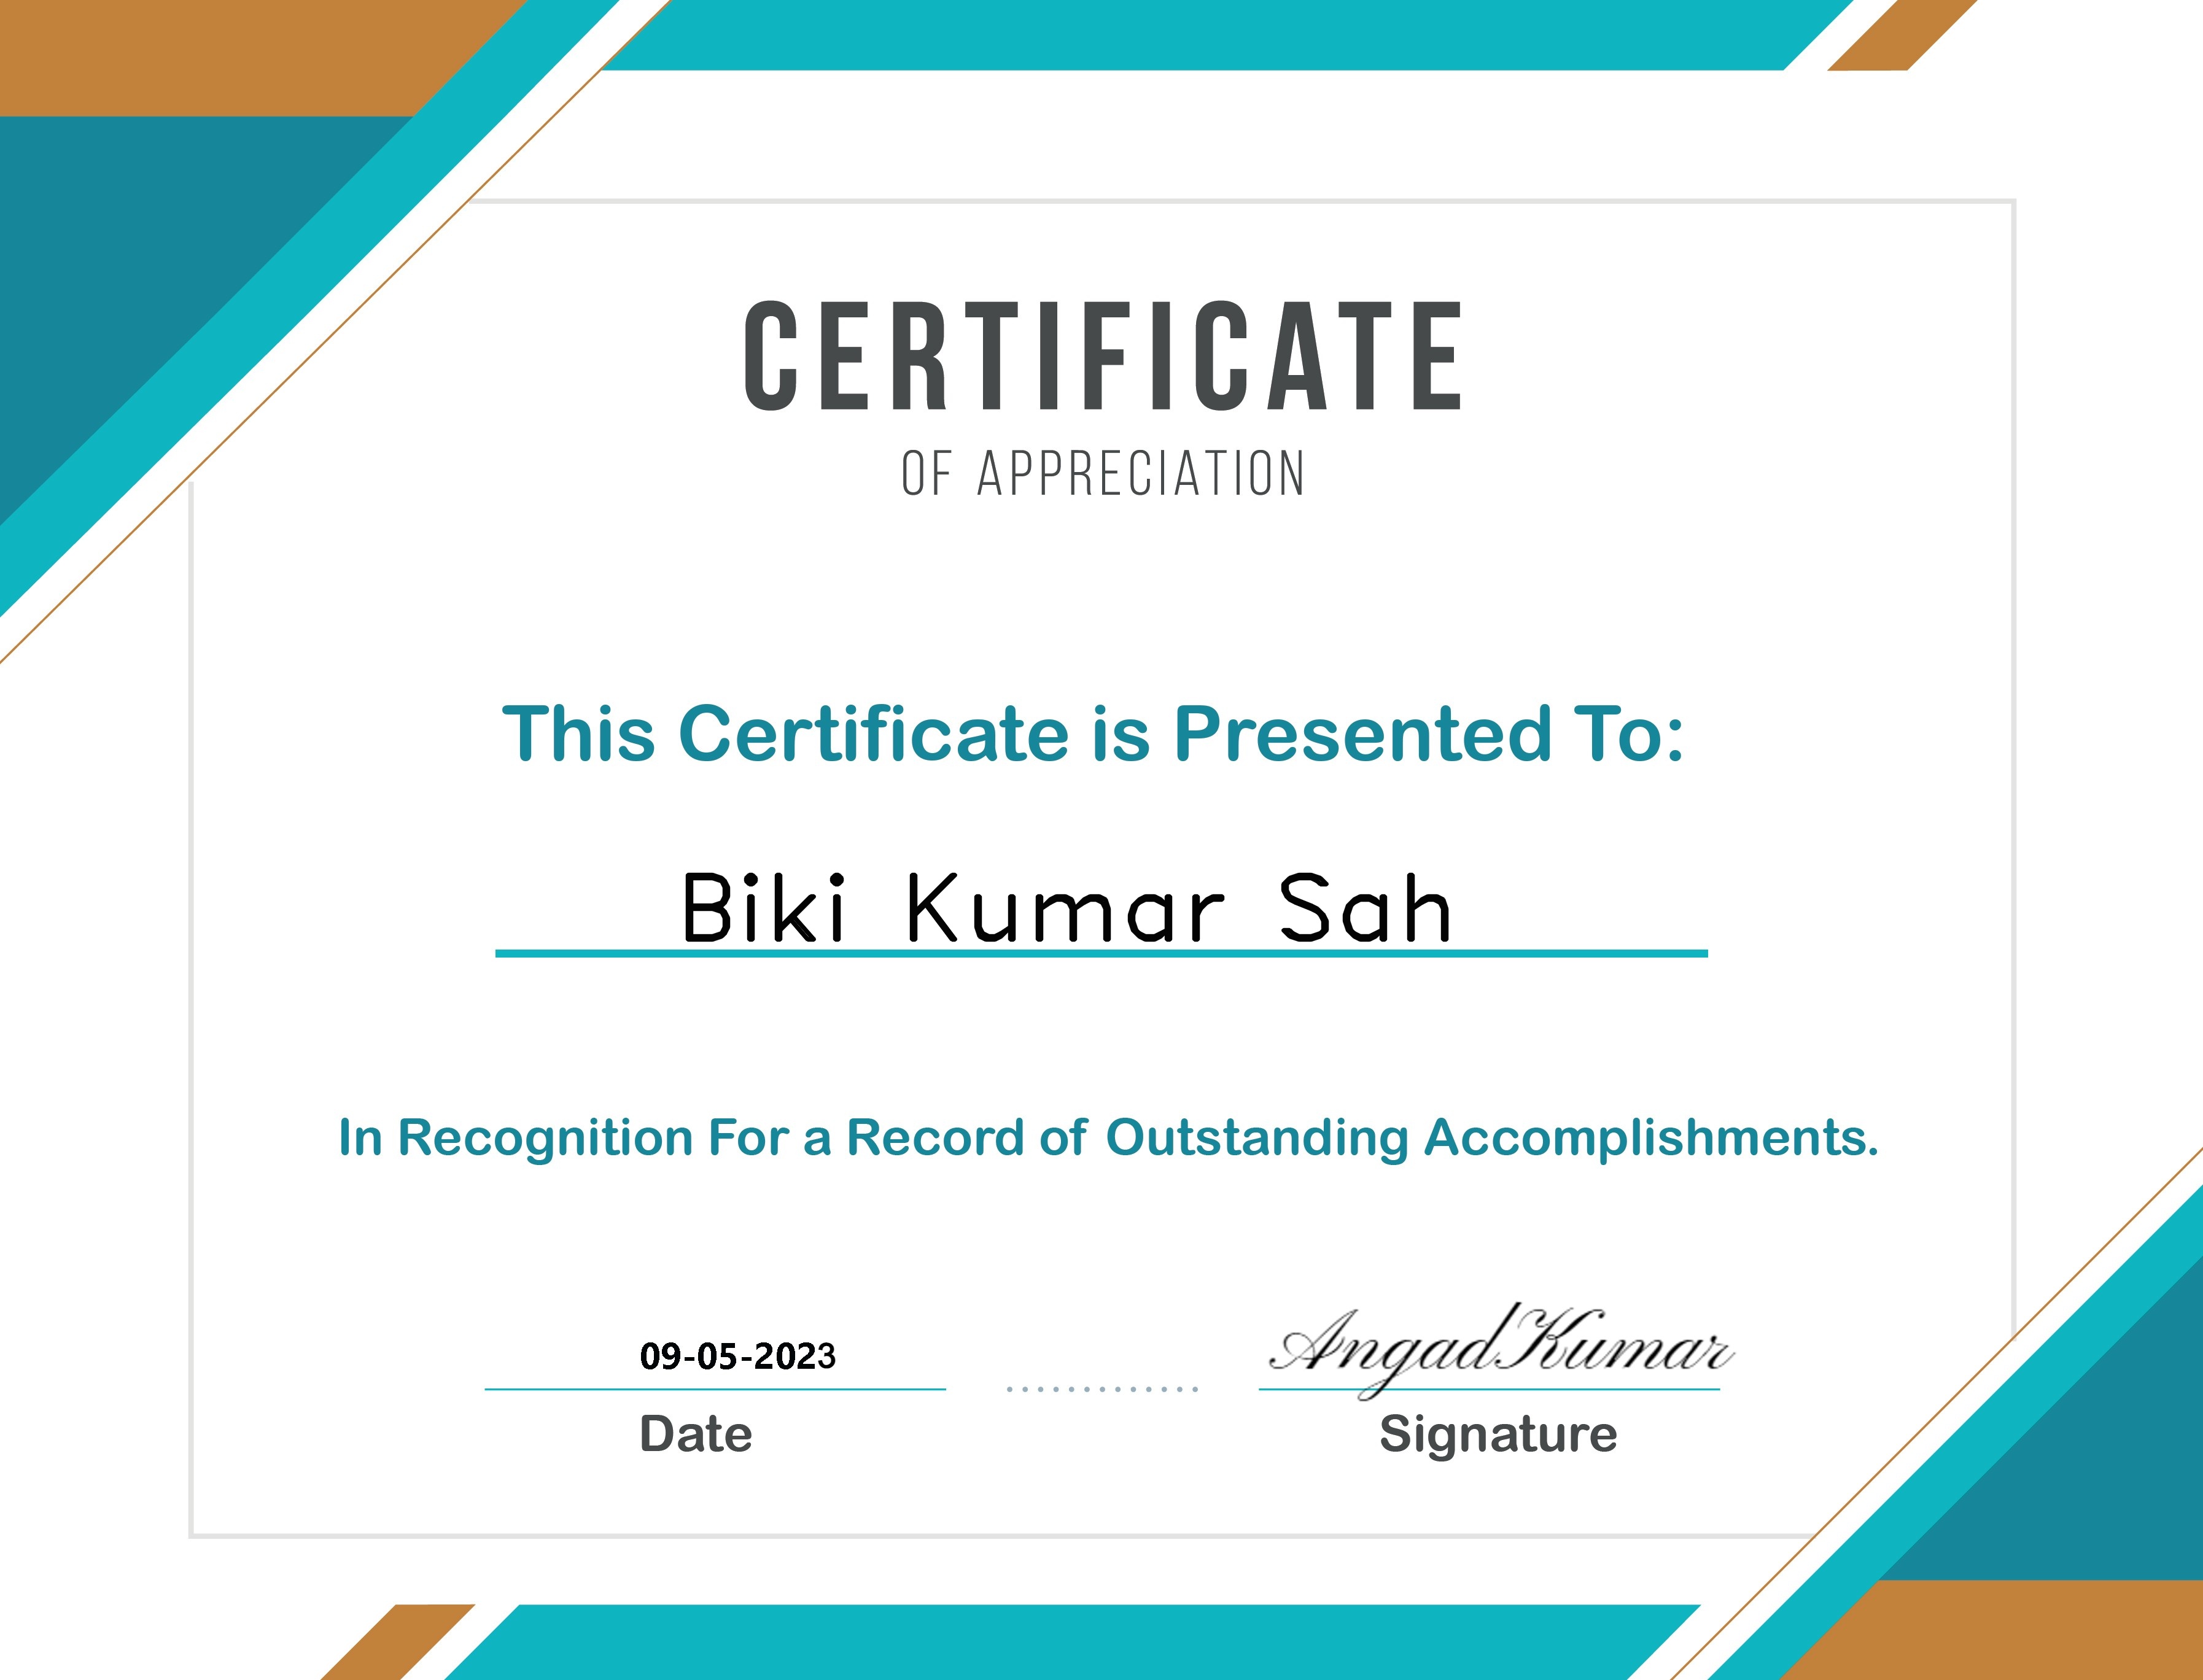 CERTIFICATE
OF APPRECIATION
This Certificate is Presented To:
Biki Kumar Sah
In Recognition For a Record of Outstanding Accomplishments.
09-05-2023
Angad Kumar
Date
Signature